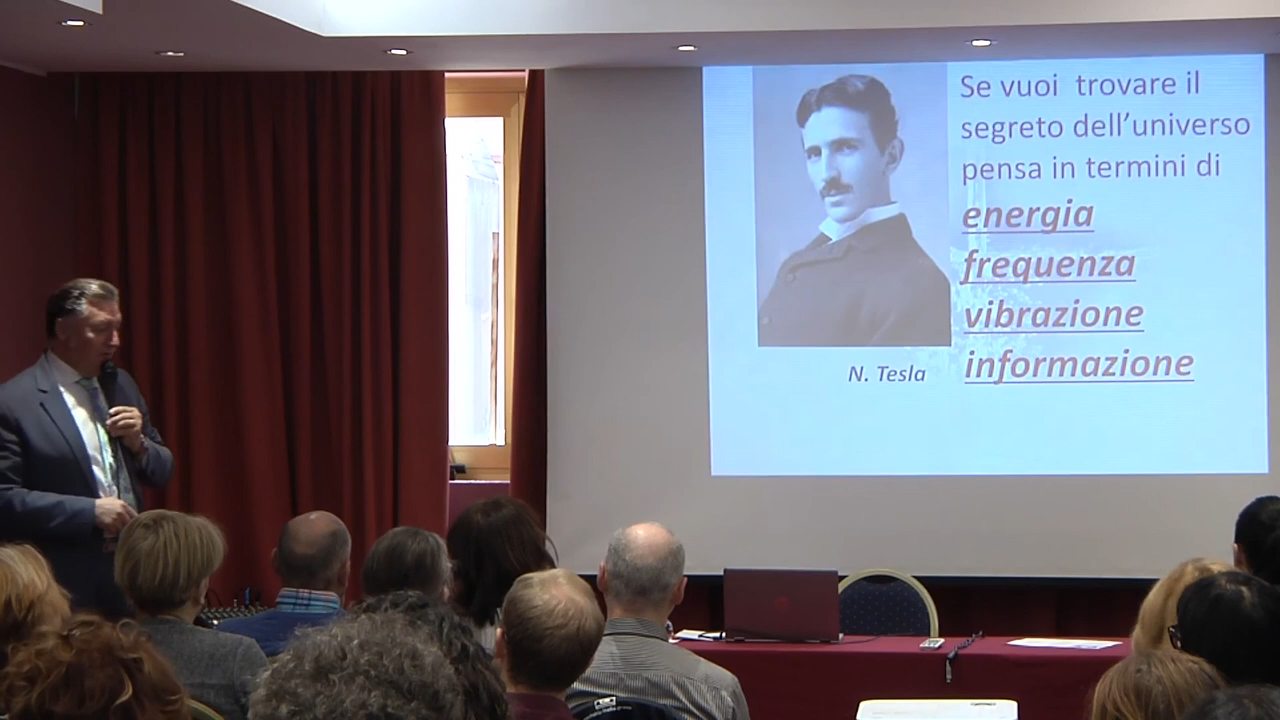 Se vuoi trovare il
segreto dell'universo
pensa in termini di
energia
frequenza
vibrazione
informazione
N. Tesla